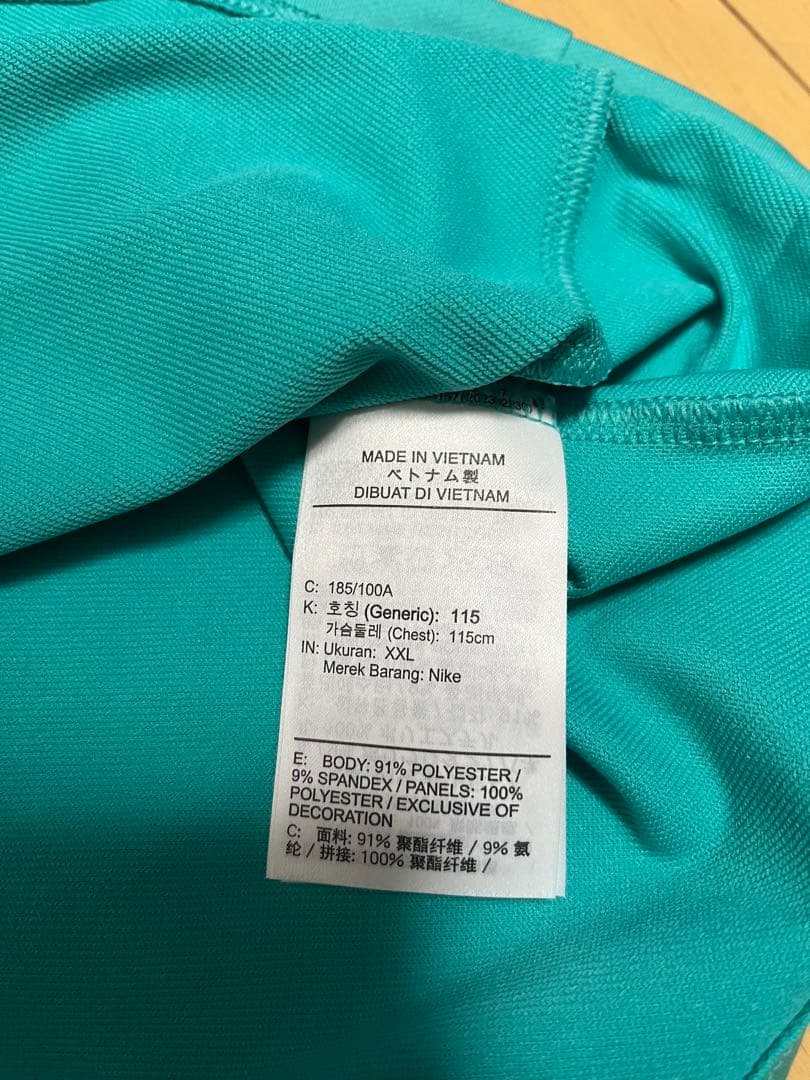 MADE IN VIETNAM
ベトナム製
DIBUAT DI VIETNAM
C: 185/100A
K: 호칭 (Generic): 115
가슴둘레 (Chest): 115cm
IN: Ukuran: XXL
Merek Barang: Nike
E: BODY: 91% POLYESTER /
9% SPANDEX / PANELS: 100%
POLYESTER / EXCLUSIVE OF
DECORATION
C: 面料: 91% 聚酯纤维 / 9% 氨
纶 / 拼接: 100% 聚酯纤维 /